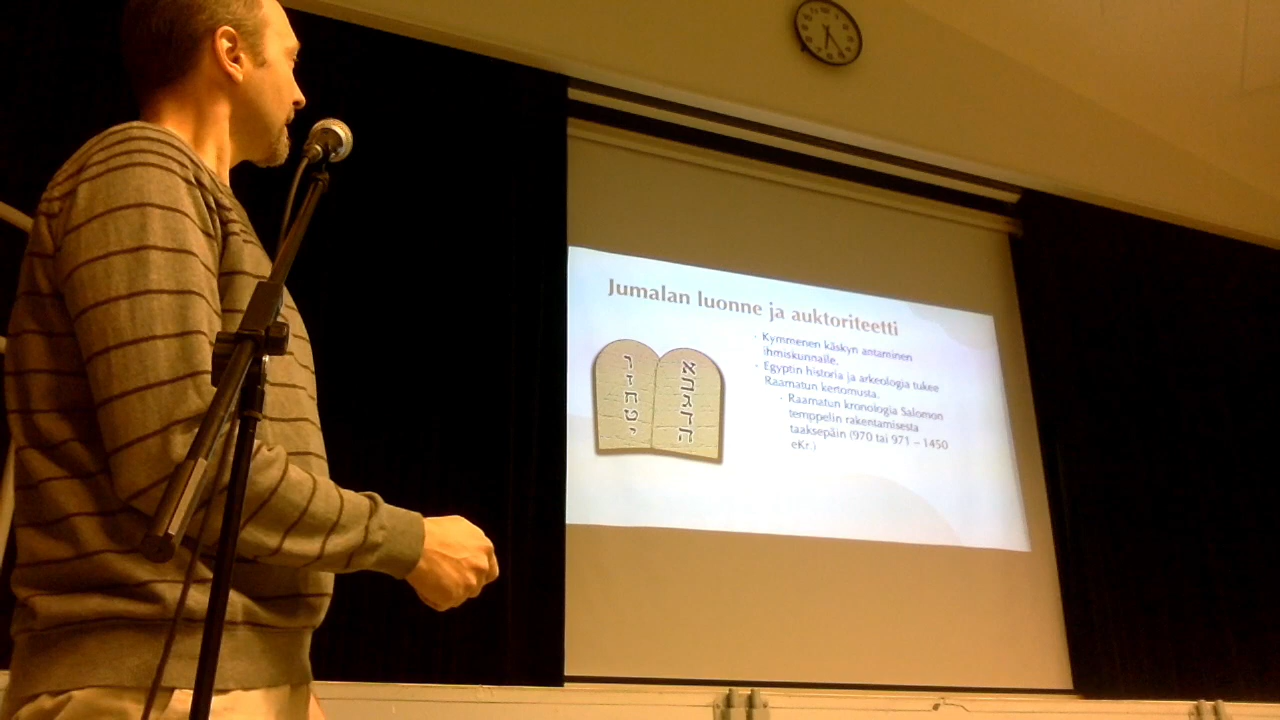 Jumalan luonne ja auktoriteetti
- Kymmenen käskyn antaminen
ihmiskunnalle.
- Egyptin historia ja arkeologia tukee
Raamatun kertomusta.
- Raamatun kronologia Salomon
temppelin rakentamisesta
taaksepäin (970 tai 971 – 1450
eKr.)
ו א
ז ב
ח ג
ט ד
י ה